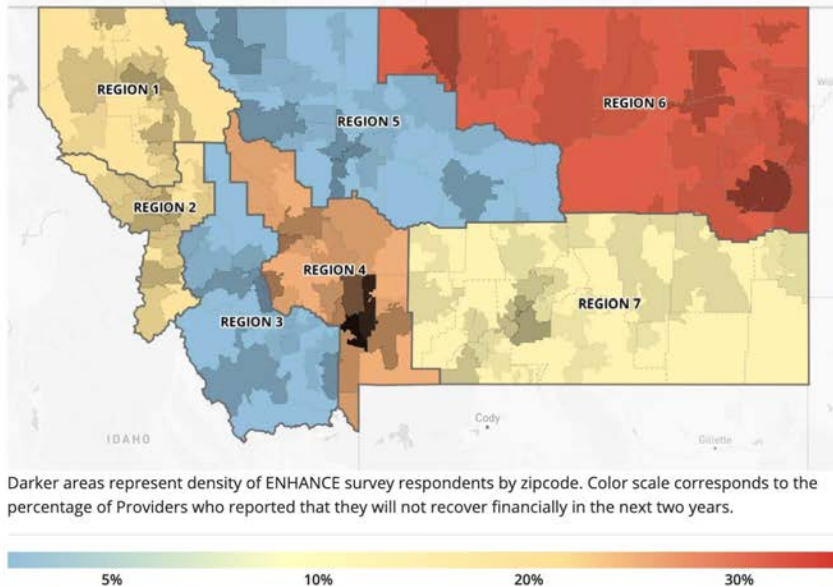 REGION 1
REGION 5
REGION 6
REGION 2
REGION 4
REGION 7
REGION 3
Cody
IDAHO
Gillette
Darker areas represent density of ENHANCE survey respondents by zipcode. Color scale corresponds to the
percentage of Providers who reported that they will not recover financially in the next two years.
5%
10%
20%
30%